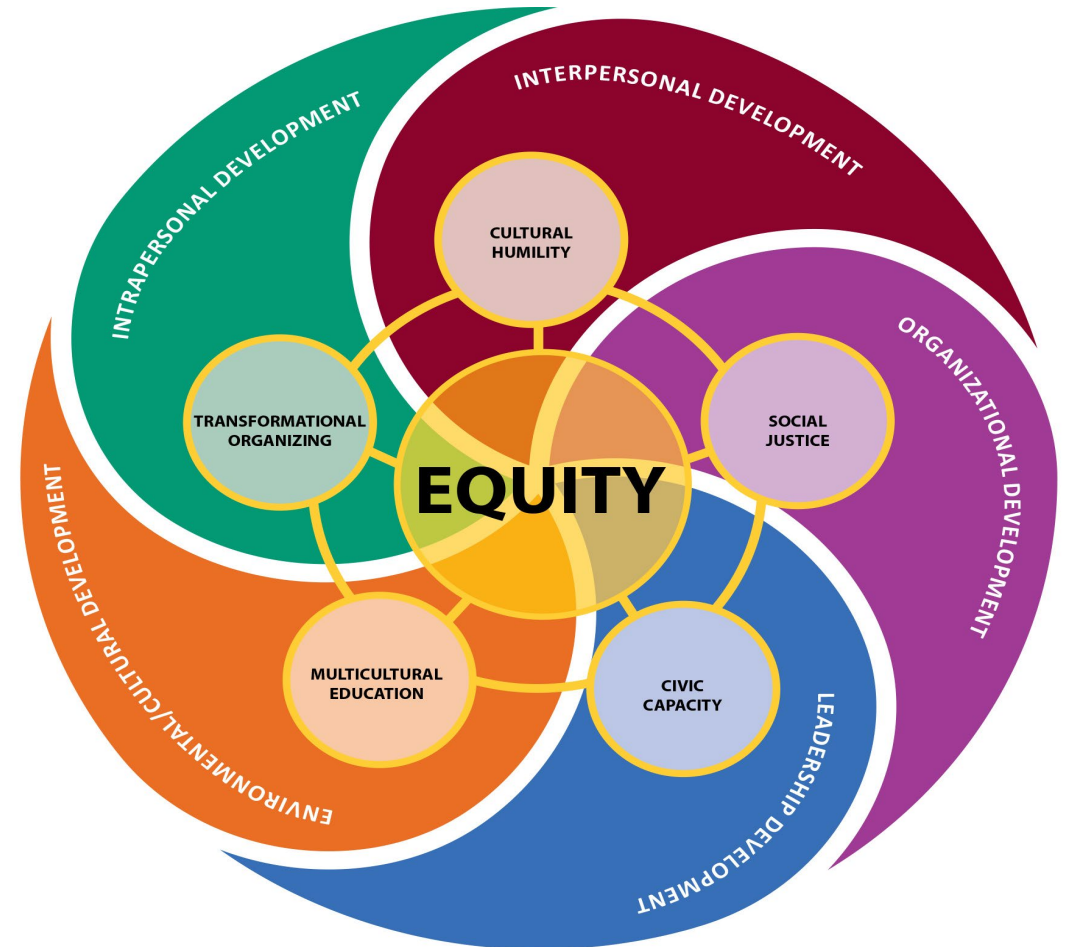 INTRAPERSONAL DEVELOPMENT
INTERPERSONAL DEVELOPMENT
ORGANIZATIONAL DEVELOPMENT
LEADERSHIP DEVELOPMENT
ENVIRONMENTAL/CULTURAL DEVELOPMENT
CULTURAL
HUMILITY
SOCIAL
JUSTICE
CIVIC
CAPACITY
MULTICULTURAL
EDUCATION
TRANSFORMATIONAL
ORGANIZING
EQUITY